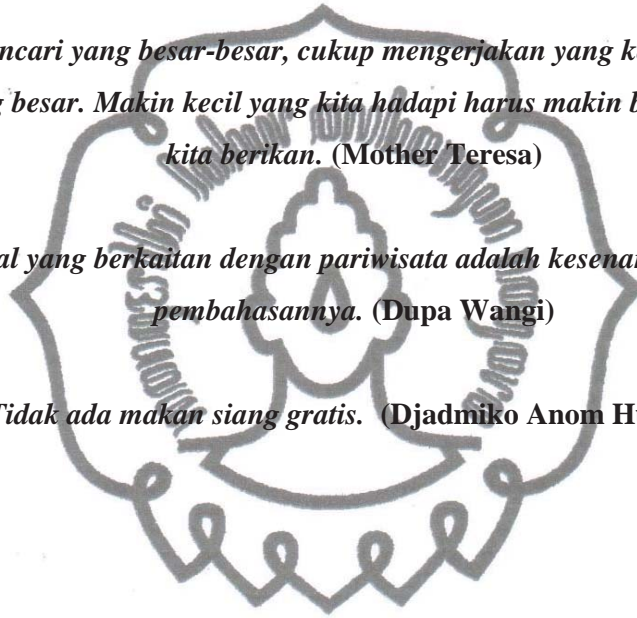 ncari yang besar-besar, cukup mengerjakan yang k
g besar. Makin kecil yang kita hadapi harus makin b
kita berikan. (Mother Teresa)
al yang berkaitan dengan pariwisata adalah kesenan
pembahasannya. (Dupa Wangi)
Tidak ada makan siang gratis. (Djadmiko Anom H